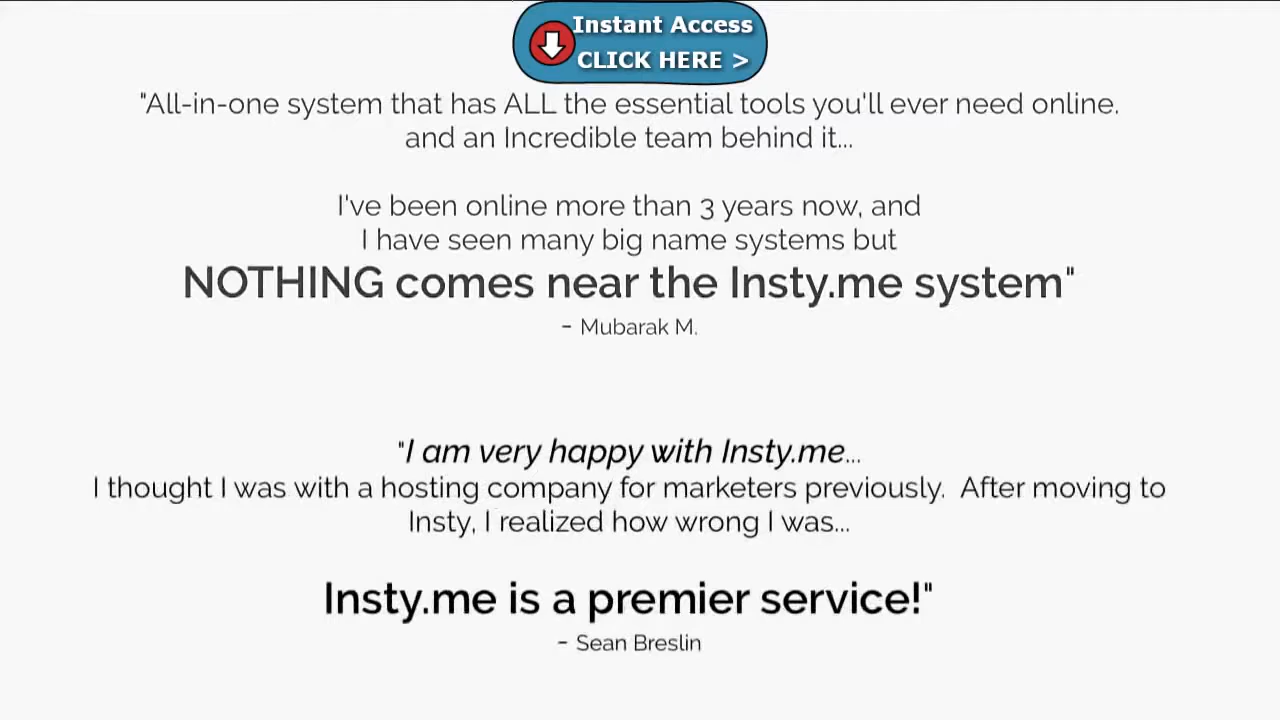 Instant Access
CLICK HERE >
"All-in-one system that has ALL the essential tools you'll ever need online.
and an Incredible team behind it...
I've been online more than 3 years now, and
I have seen many big name systems but
NOTHING comes near the Insty.me system"
- Mubarak M.
"I am very happy with Insty.me...
I thought I was with a hosting company for marketers previously.  After moving to
Insty, I realized how wrong I was...
Insty.me is a premier service!"
- Sean Breslin